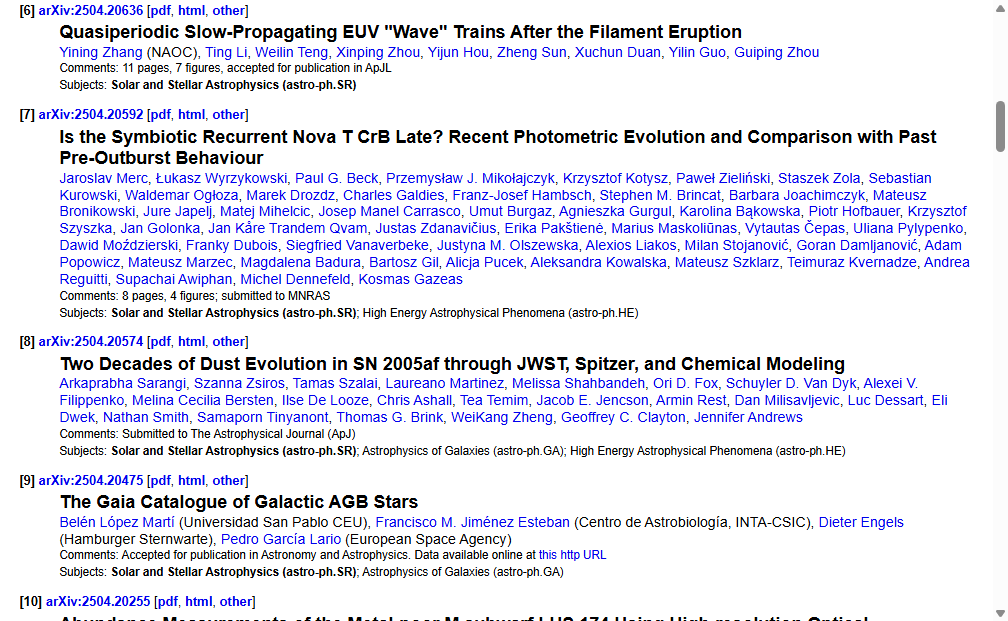 [6] arXiv:2504.20636 [pdf, html, other]
Quasiperiodic Slow-Propagating EUV "Wave" Trains After the Filament Eruption
Yining Zhang (NAOC), Ting Li, Weilin Teng, Xinping Zhou, Yijun Hou, Zheng Sun, Xuchun Duan, Yilin Guo, Guiping Zhou
Comments: 11 pages, 7 figures, accepted for publication in ApJL
Subjects: Solar and Stellar Astrophysics (astro-ph.SR)
[7] arXiv:2504.20592 [pdf, html, other]
Is the Symbiotic Recurrent Nova T CrB Late? Recent Photometric Evolution and Comparison with Past
Pre-Outburst Behaviour
Jaroslav Merc, Łukasz Wyrzykowski, Paul G. Beck, Przemysław J. Mikołajczyk, Krzysztof Kotysz, Paweł Zieliński, Staszek Zola, Sebastian
Kurowski, Waldemar Ogłoza, Marek Drozdz, Charles Galdies, Franz-Josef Hambsch, Stephen M. Brincat, Barbara Joachimczyk, Mateusz
Bronikowski, Jure Japelj, Matej Mihelcic, Josep Manel Carrasco, Umut Burgaz, Agnieszka Gurgul, Karolina Bąkowska, Piotr Hofbauer, Krzysztof
Szyszka, Jan Golonka, Jan Kåre Trandem Qvam, Justas Zdanavičius, Erika Pakštienė, Marius Maskoliūnas, Vytautas Čepas, Uliana Pylypenko,
Dawid Moździerski, Franky Dubois, Siegfried Vanaverbeke, Justyna M. Olszewska, Alexios Liakos, Milan Stojanović, Goran Damljanović, Adam
Popowicz, Mateusz Marzec, Magdalena Badura, Bartosz Gil, Alicja Pucek, Aleksandra Kowalska, Mateusz Szklarz, Teimuraz Kvernadze, Andrea
Reguitti, Supachai Awiphan, Michel Dennefeld, Kosmas Gazeas
Comments: 8 pages, 4 figures; submitted to MNRAS
Subjects: Solar and Stellar Astrophysics (astro-ph.SR); High Energy Astrophysical Phenomena (astro-ph.HE)
[8] arXiv:2504.20574 [pdf, html, other]
Two Decades of Dust Evolution in SN 2005af through JWST, Spitzer, and Chemical Modeling
Arkaprabha Sarangi, Szanna Zsiros, Tamas Szalai, Laureano Martinez, Melissa Shahbandeh, Ori D. Fox, Schuyler D. Van Dyk, Alexei V.
Filippenko, Melina Cecilia Bersten, Ilse De Looze, Chris Ashall, Tea Temim, Jacob E. Jencson, Armin Rest, Dan Milisavljevic, Luc Dessart, Eli
Dwek, Nathan Smith, Samaporn Tinyanont, Thomas G. Brink, WeiKang Zheng, Geoffrey C. Clayton, Jennifer Andrews
Comments: Submitted to The Astrophysical Journal (ApJ)
Subjects: Solar and Stellar Astrophysics (astro-ph.SR); Astrophysics of Galaxies (astro-ph.GA); High Energy Astrophysical Phenomena (astro-ph.HE)
[9] arXiv:2504.20475 [pdf, html, other]
The Gaia Catalogue of Galactic AGB Stars
Belén López Martí (Universidad San Pablo CEU), Francisco M. Jiménez Esteban (Centro de Astrobiología, INTA-CSIC), Dieter Engels
(Hamburger Sternwarte), Pedro García Lario (European Space Agency)
Comments: Accepted for publication in Astronomy and Astrophysics. Data available online at this http URL
Subjects: Solar and Stellar Astrophysics (astro-ph.SR); Astrophysics of Galaxies (astro-ph.GA)
[10] arXiv:2504.20255 [pdf, html, other]